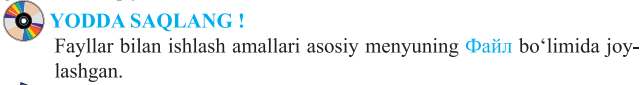 YODDA SAQLANG !
Fayllar bilan ishlash amallari asosiy menyuning Файл bo‘limida joy-
lashgan.